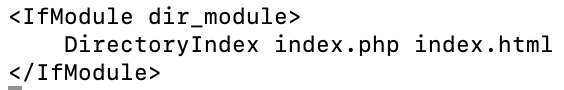 <IfModule dir_module>
    DirectoryIndex index.php index.html
</IfModule>